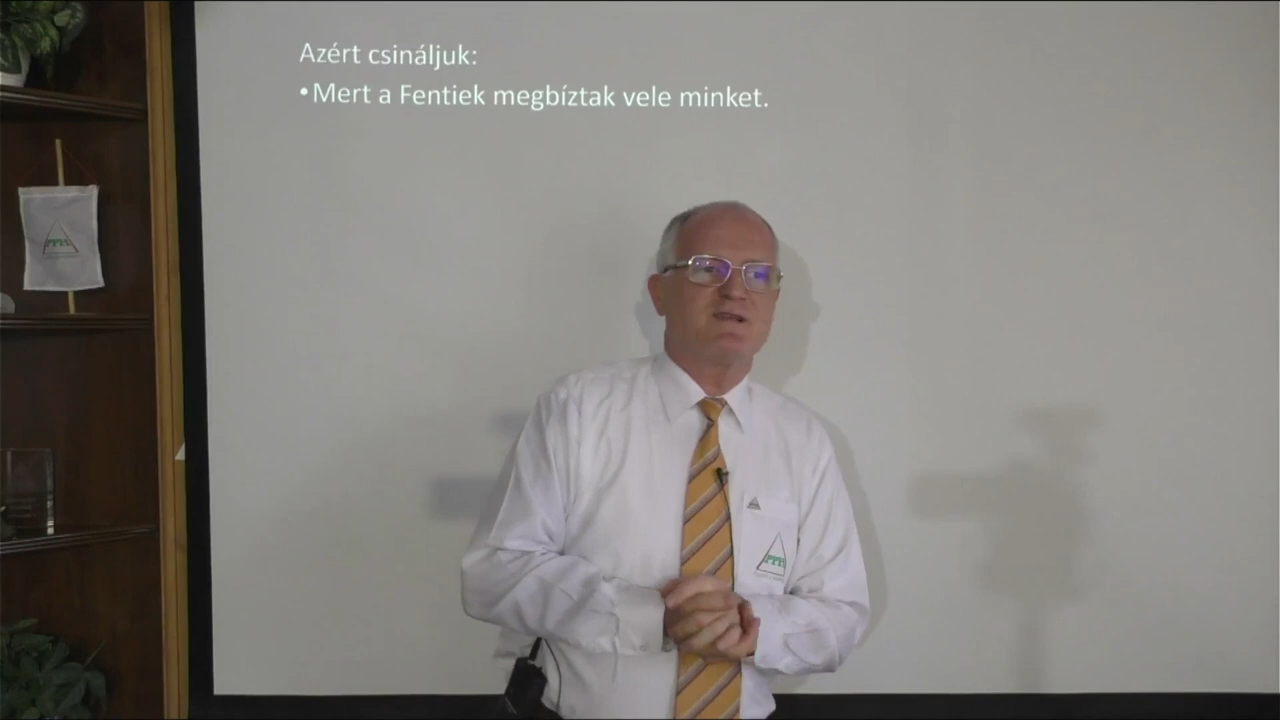 Azért csináljuk:
•Mert a Fentiek megbíztak vele minket.